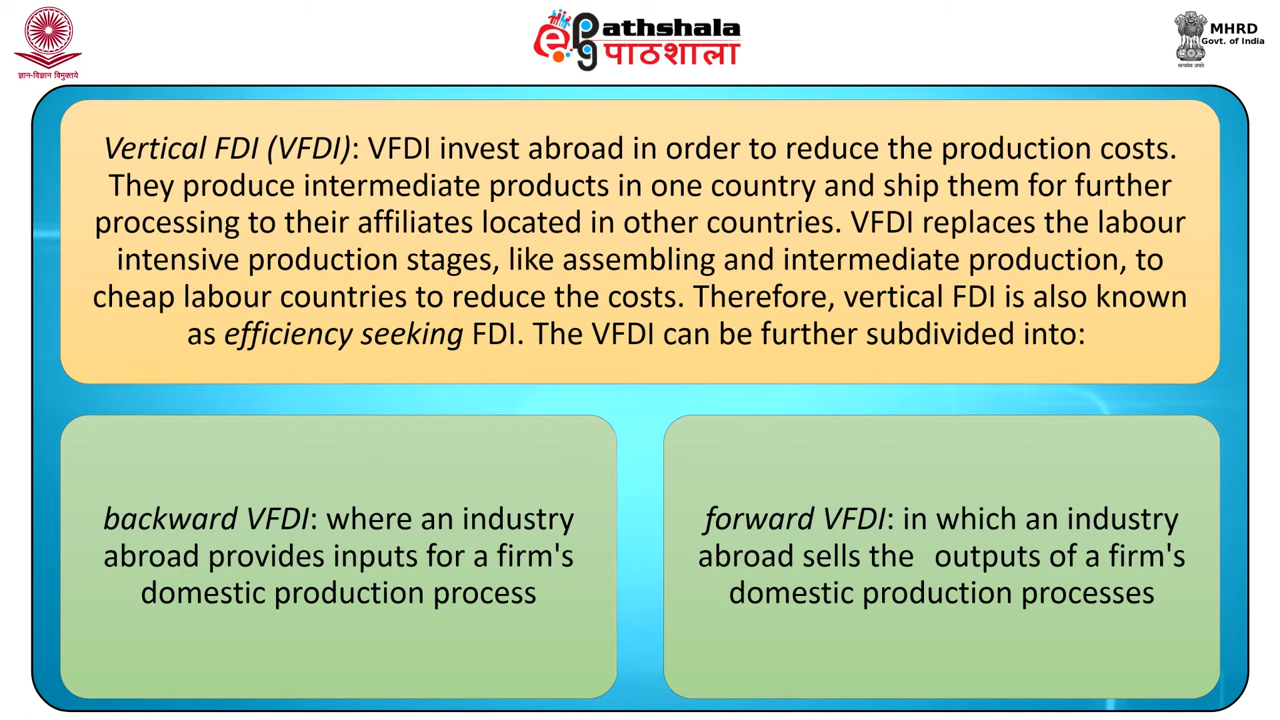 ज्ञान-विज्ञान विमुक्तये
epg
athshala
पाठशाला
MHRD
Govt. of India
सत्यमेव जयते
Vertical FDI (VFDI): VFDI invest abroad in order to reduce the production costs.
They produce intermediate products in one country and ship them for further
processing to their affiliates located in other countries. VFDI replaces the labour
intensive production stages, like assembling and intermediate production, to
cheap labour countries to reduce the costs. Therefore, vertical FDI is also known
as efficiency seeking FDI. The VFDI can be further subdivided into:
backward VFDI: where an industry
abroad provides inputs for a firm's
domestic production process
forward VFDI: in which an industry
abroad sells the outputs of a firm's
domestic production processes